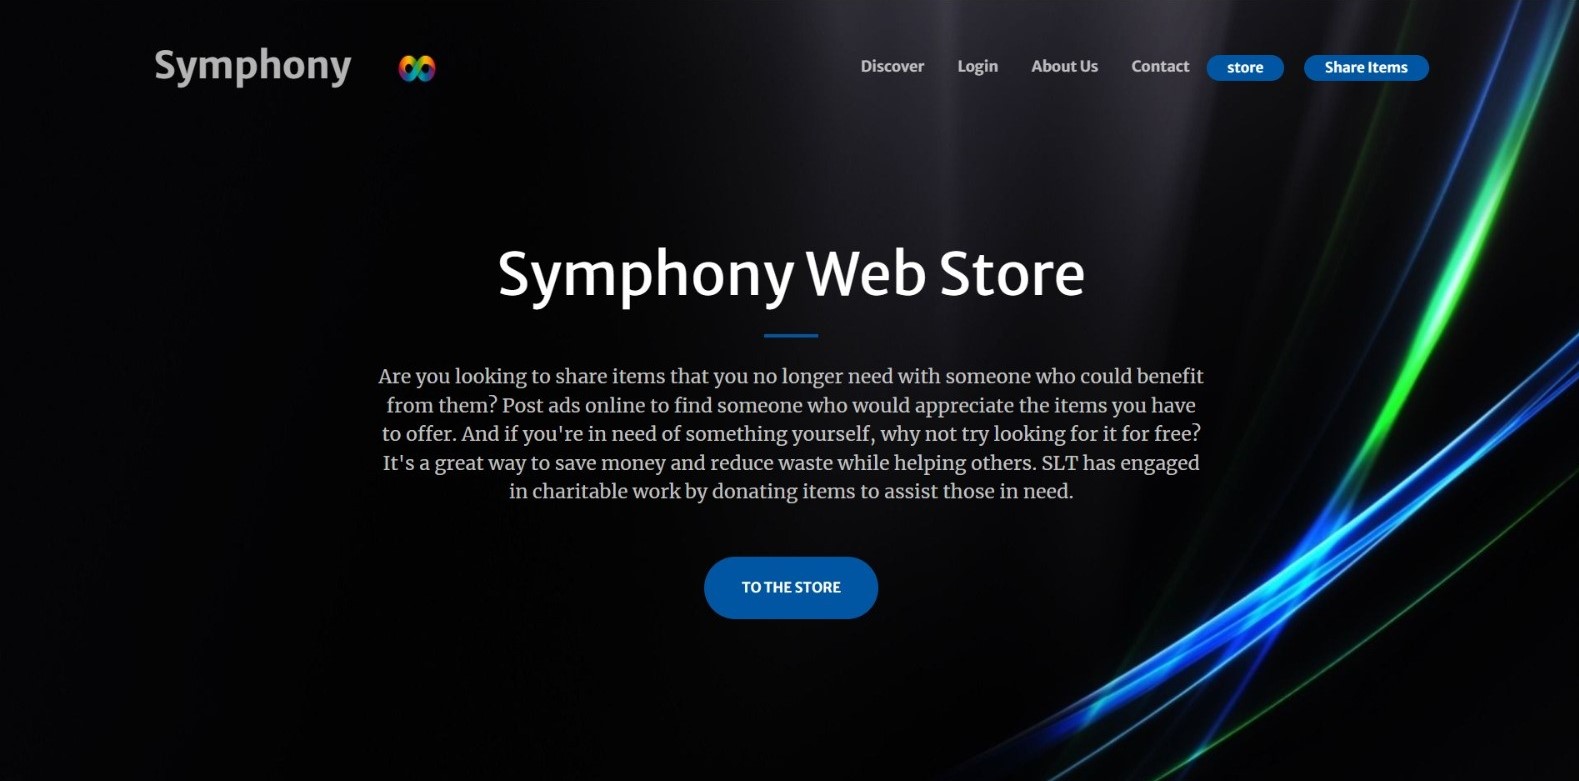 Symphony
Discover Login About Us Contact store Share Items
Symphony Web Store
Are you looking to share items that you no longer need with someone who could benefit
from them? Post ads online to find someone who would appreciate the items you have
to offer. And if you're in need of something yourself, why not try looking for it for free?
It's a great way to save money and reduce waste while helping others. SLT has engaged
in charitable work by donating items to assist those in need.
TO THE STORE